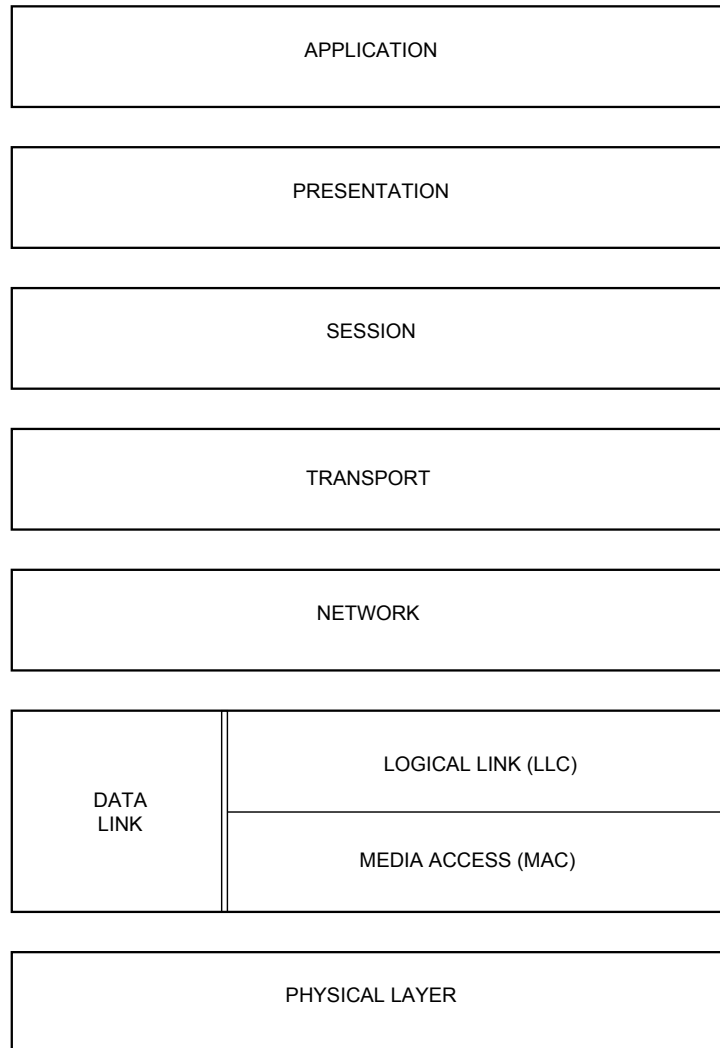 APPLICATION
PRESENTATION
SESSION
TRANSPORT
NETWORK
DATA
LINK
LOGICAL LINK (LLC)
MEDIA ACCESS (MAC)
PHYSICAL LAYER